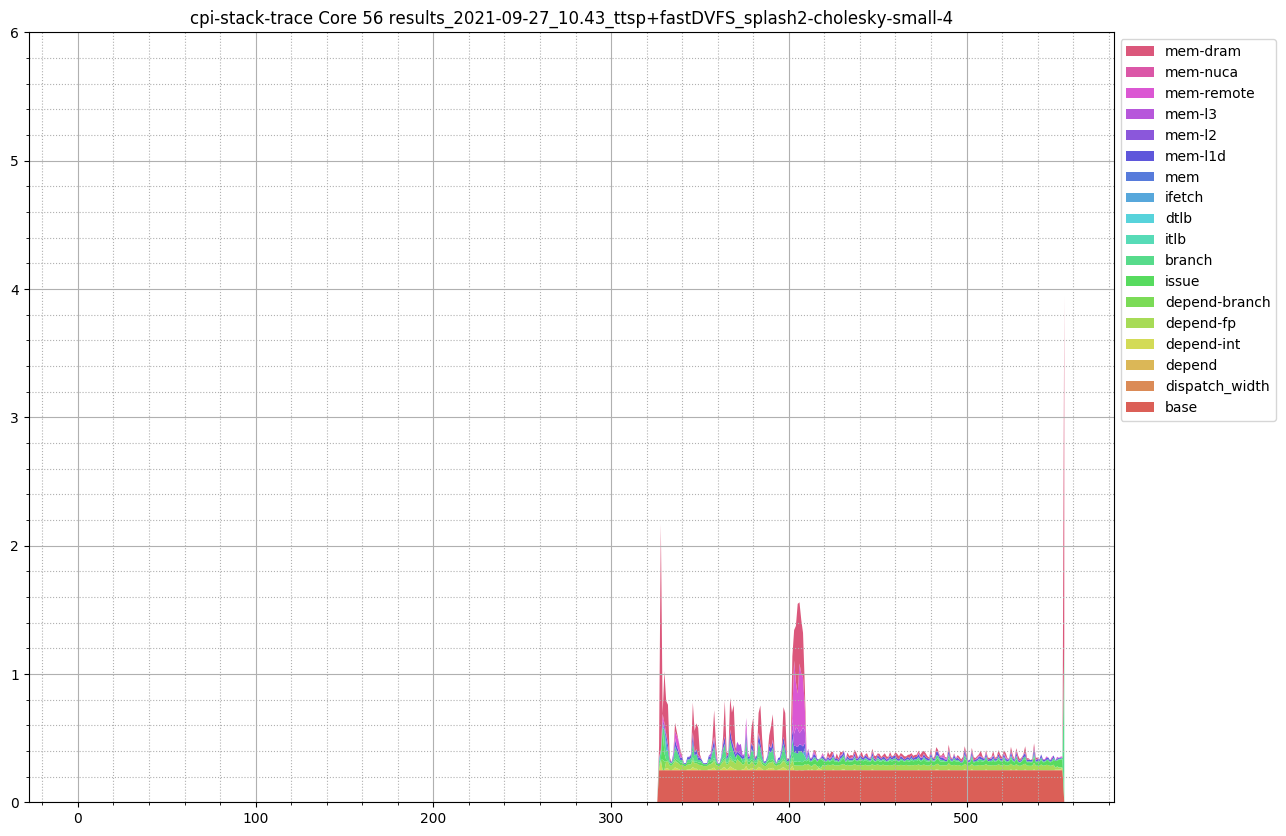 cpi-stack-trace Core 56 results_2021-09-27_10.43_ttsp+fastDVFS_splash2-cholesky-small-4
6
5
4
3
2
1
0
0 100 200 300 400 500
mem-dram
mem-nuca
mem-remote
mem-l3
mem-l2
mem-l1d
mem
ifetch
dtlb
itlb
branch
issue
depend-branch
depend-fp
depend-int
depend
dispatch_width
base